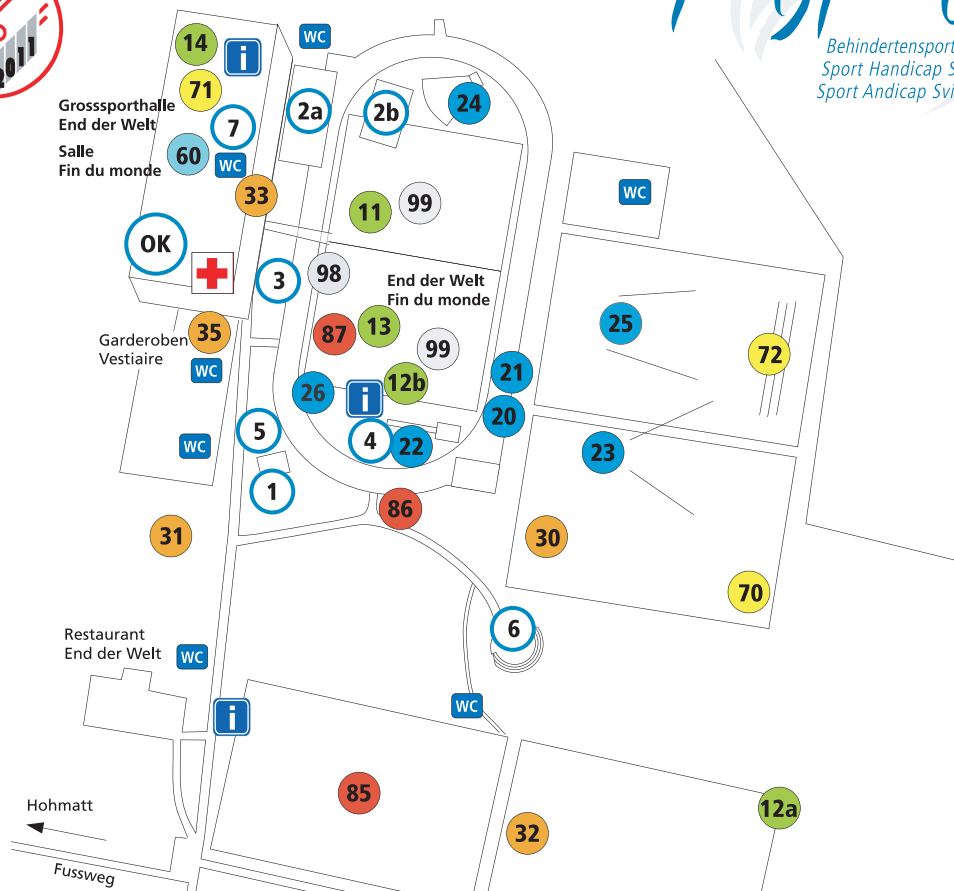 2011
Behindertensport
Sport Handicap S
Sport Andicap Svi
WC
14
i
71
Grosssporthalle
End der Welt
7
2a
2b
24
Salle
Fin du monde
60
WC
33
11
99
WC
OK
3
98
End der Welt
Fin du monde
Garderoben
Vestiaire
35
87
13
99
25
72
WC
26
i
12b
21
20
5
4
22
WC
23
1
86
31
30
70
6
Restaurant
End der Welt
WC
i
WC
85
12a
32
Hohmatt
Fussweg